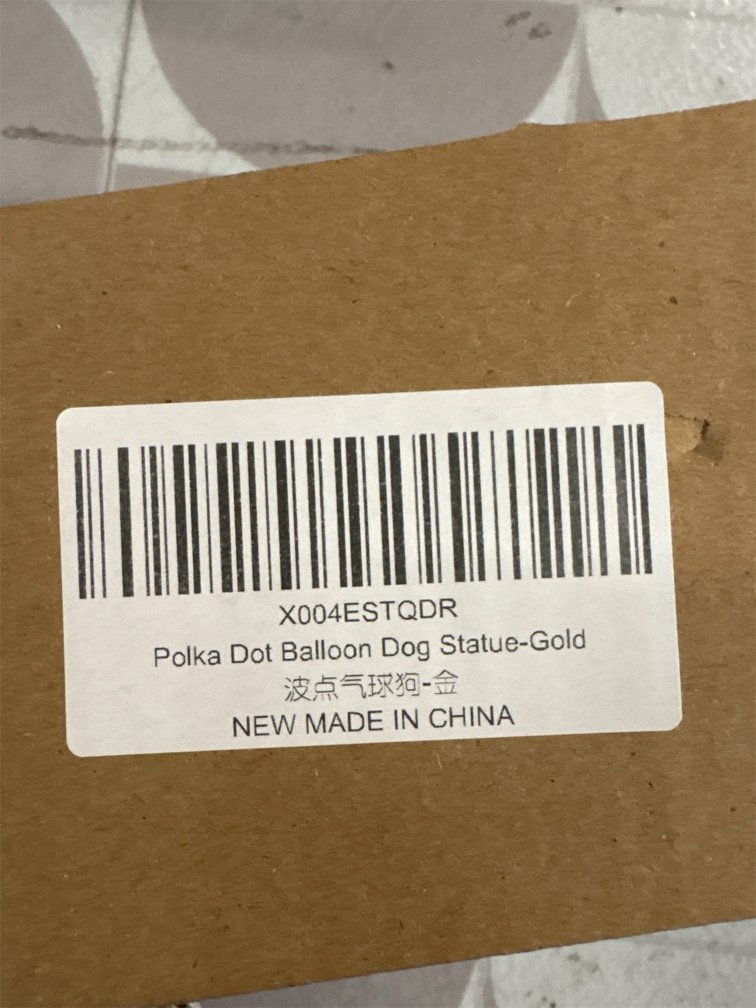 X004ESTQDR
Polka Dot Balloon Dog Statue-Gold
波点气球狗-金
NEW MADE IN CHINA